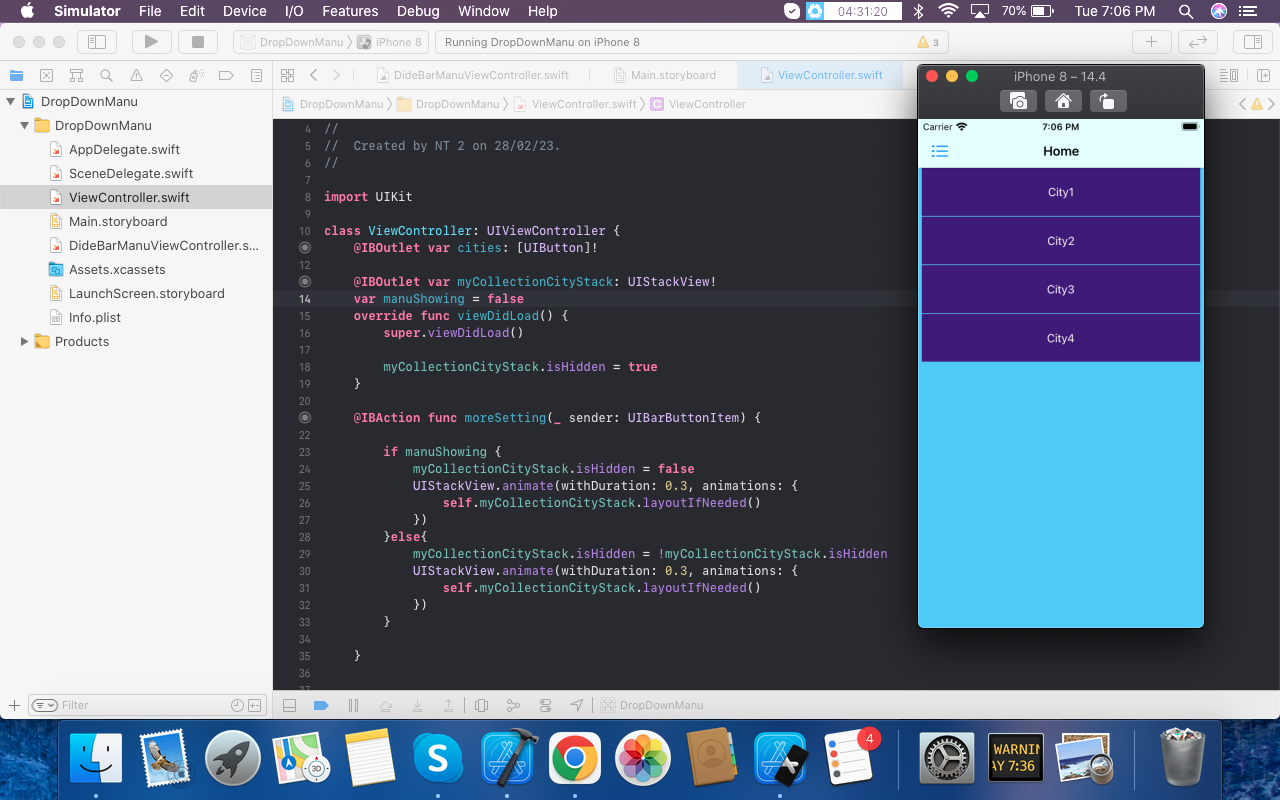 Simulator File Edit Device I/O Features Debug Window Help 04:31:20 70% Tue 7:06 PM
DropDownManu iPhone 8 Running DropDownManu on iPhone 8 3
DideBarManuViewController.swift Main.storyboard ViewController.swift
DropDownManu DropDownManu ViewController.swift C ViewController
DropDownManu
DropDownManu
AppDelegate.swift
SceneDelegate.swift
ViewController.swift
Main.storyboard
DideBarManuViewController.s...
Assets.xcassets
LaunchScreen.storyboard
Info.plist
Products
Filter
4 //
5 //  Created by NT 2 on 28/02/23.
6 //
7
8 import UIKit
9
10 class ViewController: UIViewController {
@IBOutlet var cities: [UIButton]!
12
@IBOutlet var myCollectionCityStack: UIStackView!
14 var manuShowing = false
15 override func viewDidLoad() {
16 super.viewDidLoad()
17
18 myCollectionCityStack.isHidden = true
19 }
20
@IBAction func moreSetting(_ sender: UIBarButtonItem) {
22
23 if manuShowing {
24 myCollectionCityStack.isHidden = false
25 UIStackView.animate(withDuration: 0.3, animations: {
26 self.myCollectionCityStack.layoutIfNeeded()
27 })
28 }else{
29 myCollectionCityStack.isHidden = !myCollectionCityStack.isHidden
30 UIStackView.animate(withDuration: 0.3, animations: {
31 self.myCollectionCityStack.layoutIfNeeded()
32 })
33 }
34
35 }
36
DropDownManu
iPhone 8 – 14.4
Carrier 7:06 PM
Home
City1
City2
City3
City4
3D
S
4
WARNIN
AY 7:36